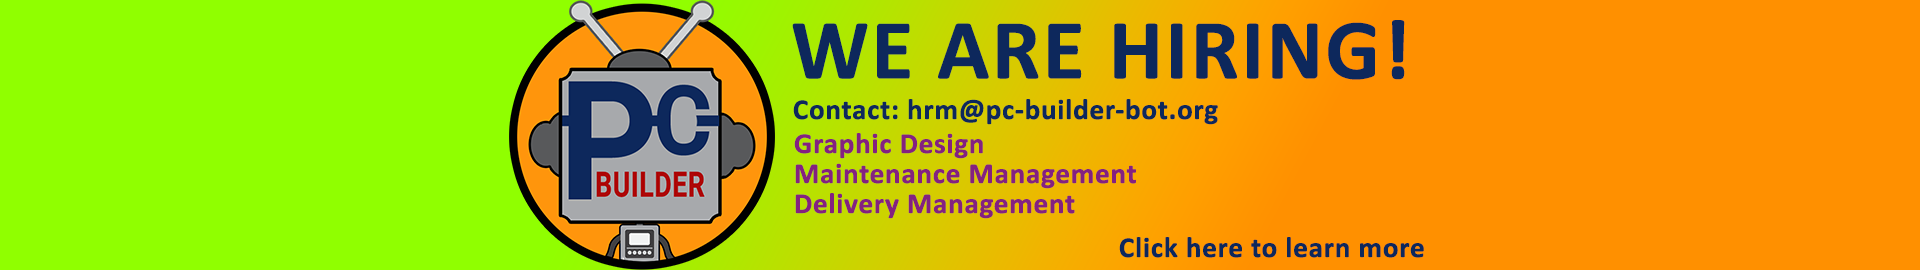 PC
BUILDER
WE ARE HIRING!
Contact: hrm@pc-builder-bot.org
Graphic Design
Maintenance Management
Delivery Management
Click here to learn more